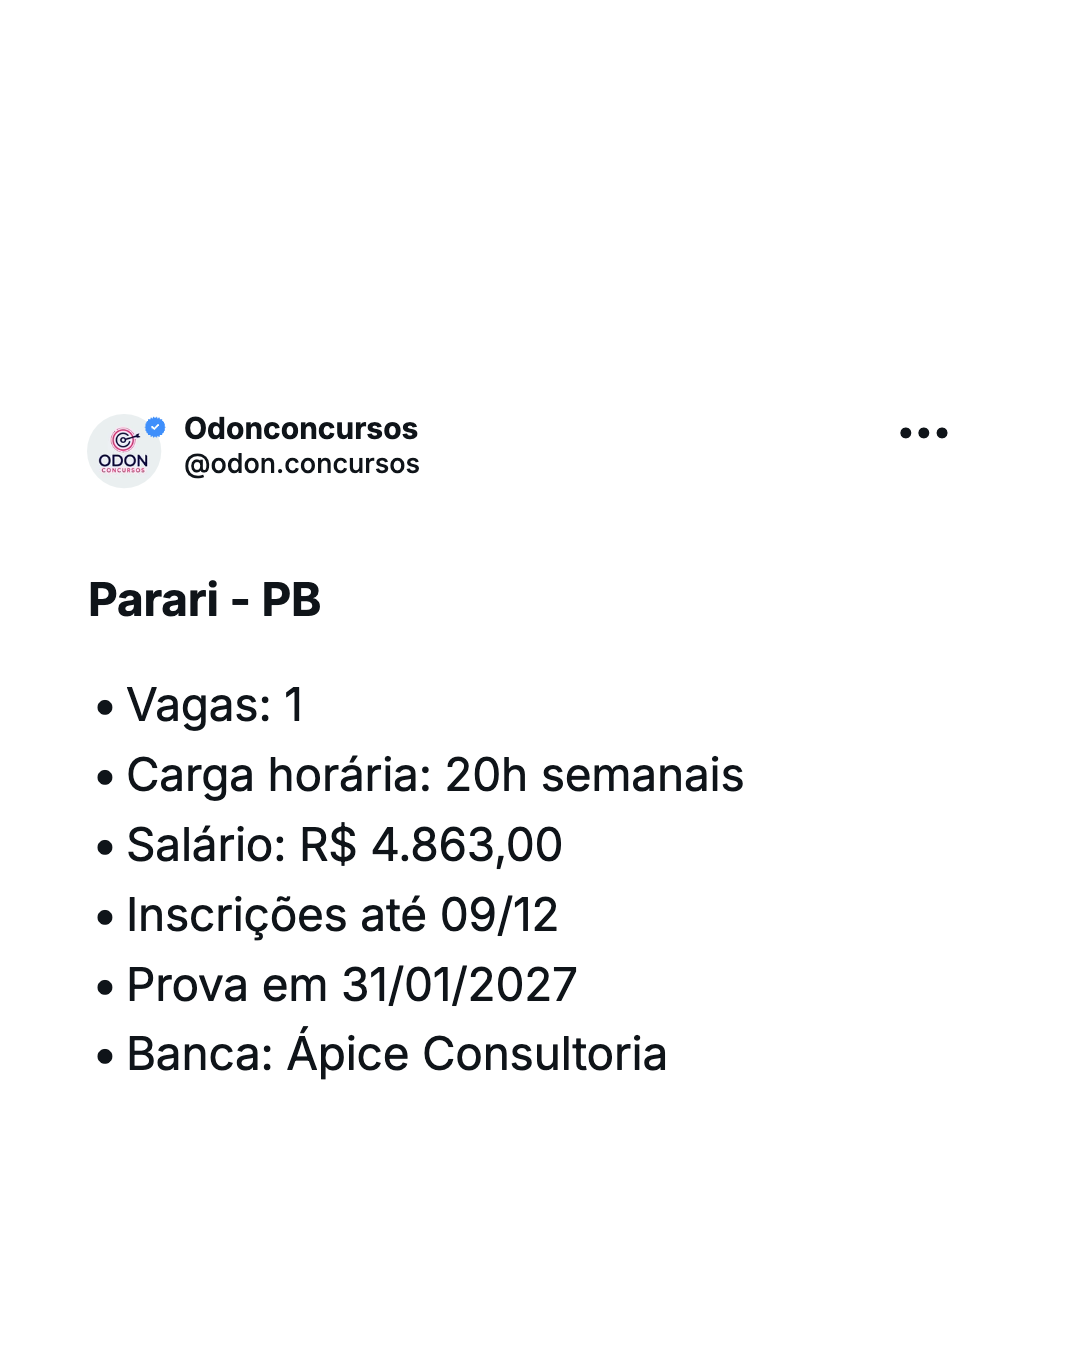 Odonconcursos
@odon.concursos
ODON
CONCURSOS
Parari - PB
• Vagas: 1
• Carga horária: 20h semanais
• Salário: R$ 4.863,00
• Inscrições até 09/12
• Prova em 31/01/2027
• Banca: Ápice Consultoria